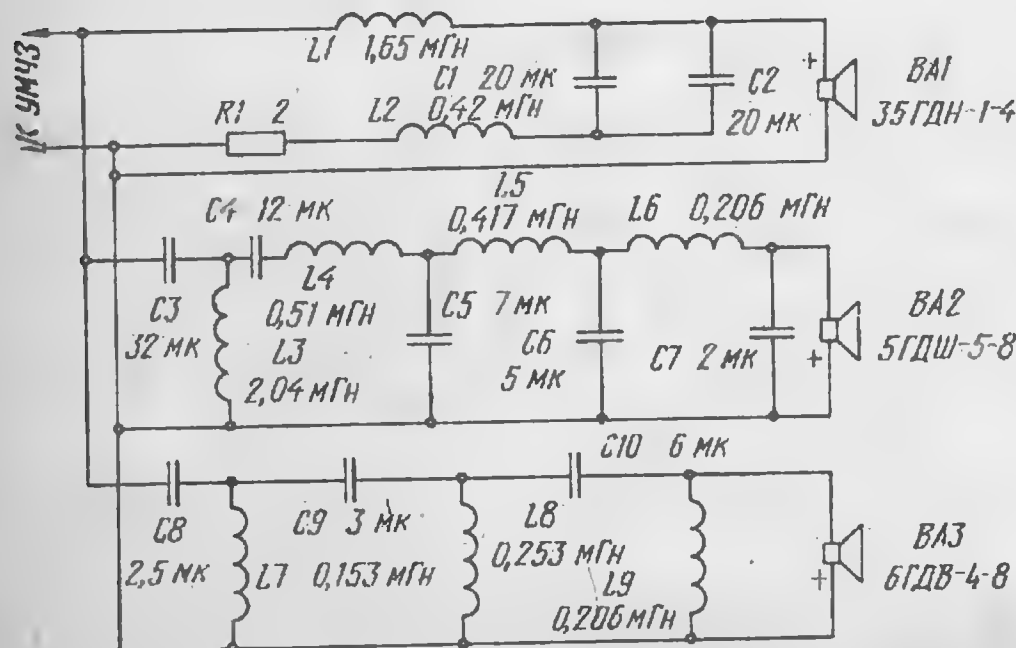 К УМЧЗ
L1 1,65 мГн
C1 20 мк
R1 2
L2 0,42 мГн
C2
20 мк
BA1
35ГДН-1-4
C4 12 мк
L5
0,417 мГн
L6 0,206 мГн
C3
32 мк
L4
0,51 мГн
L3
2,04 мГн
C5 7 мк
C6
5 мк
C7 2 мк
BA2
5ГДШ-5-8
C10 6 мк
C8
2,5 мк
C9 3 мк
L7 0,153 мГн
L8
0,253 мГн
L9
0,206 мГн
BA3
6ГДВ-4-8